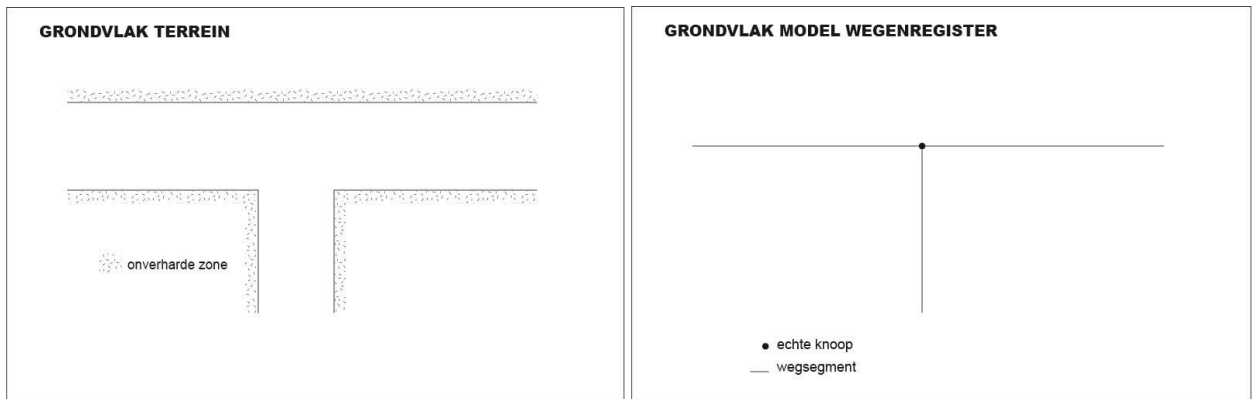 GRONDVLAK TERREIN
onverharde zone
GRONDVLAK MODEL WEGENREGISTER
echte knoop
wegsegment